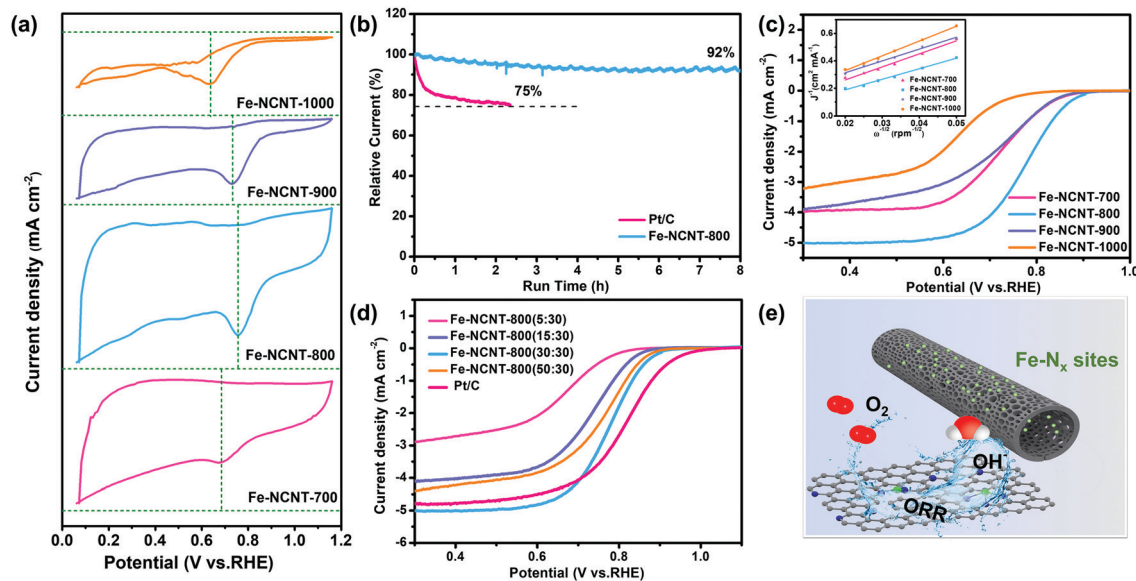 (a)
Current density (mA cm⁻²)
Fe-NCNT-1000
Fe-NCNT-900
Fe-NCNT-800
Fe-NCNT-700
0.0 0.2 0.4 0.6 0.8 1.0 1.2
Potential (V vs.RHE)
(b)
Relative Current (%)
120
100
80
60
40
20
0
92%
75%
Pt/C
Fe-NCNT-800
0 1 2 3 4 5 6 7 8
Run Time (h)
(c)
Current density (mA cm⁻²)
2
1
0
-1
-2
-3
-4
-5
J⁻¹(cm² mA⁻¹)
0.6
0.4
0.2
0.0
Fe-NCNT-700
Fe-NCNT-800
Fe-NCNT-900
Fe-NCNT-1000
0.02 0.03 0.04 0.05
ω⁻¹/² (rpm⁻¹/²)
Fe-NCNT-700
Fe-NCNT-800
Fe-NCNT-900
Fe-NCNT-1000
0.4 0.6 0.8 1.0
Potential (V vs.RHE)
(d)
Current density (mA cm⁻²)
1
0
-1
-2
-3
-4
-5
-6
Fe-NCNT-800(5:30)
Fe-NCNT-800(15:30)
Fe-NCNT-800(30:30)
Fe-NCNT-800(50:30)
Pt/C
0.4 0.6 0.8 1.0
Potential (V vs.RHE)
(e)
Fe-Nₓ sites
O₂
OH⁻
ORR